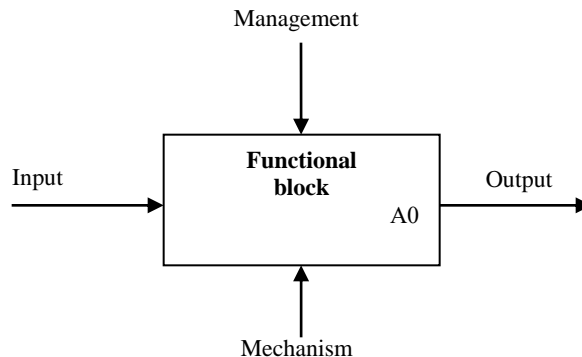 Management
Functional
block
Input
Output
A0
Mechanism